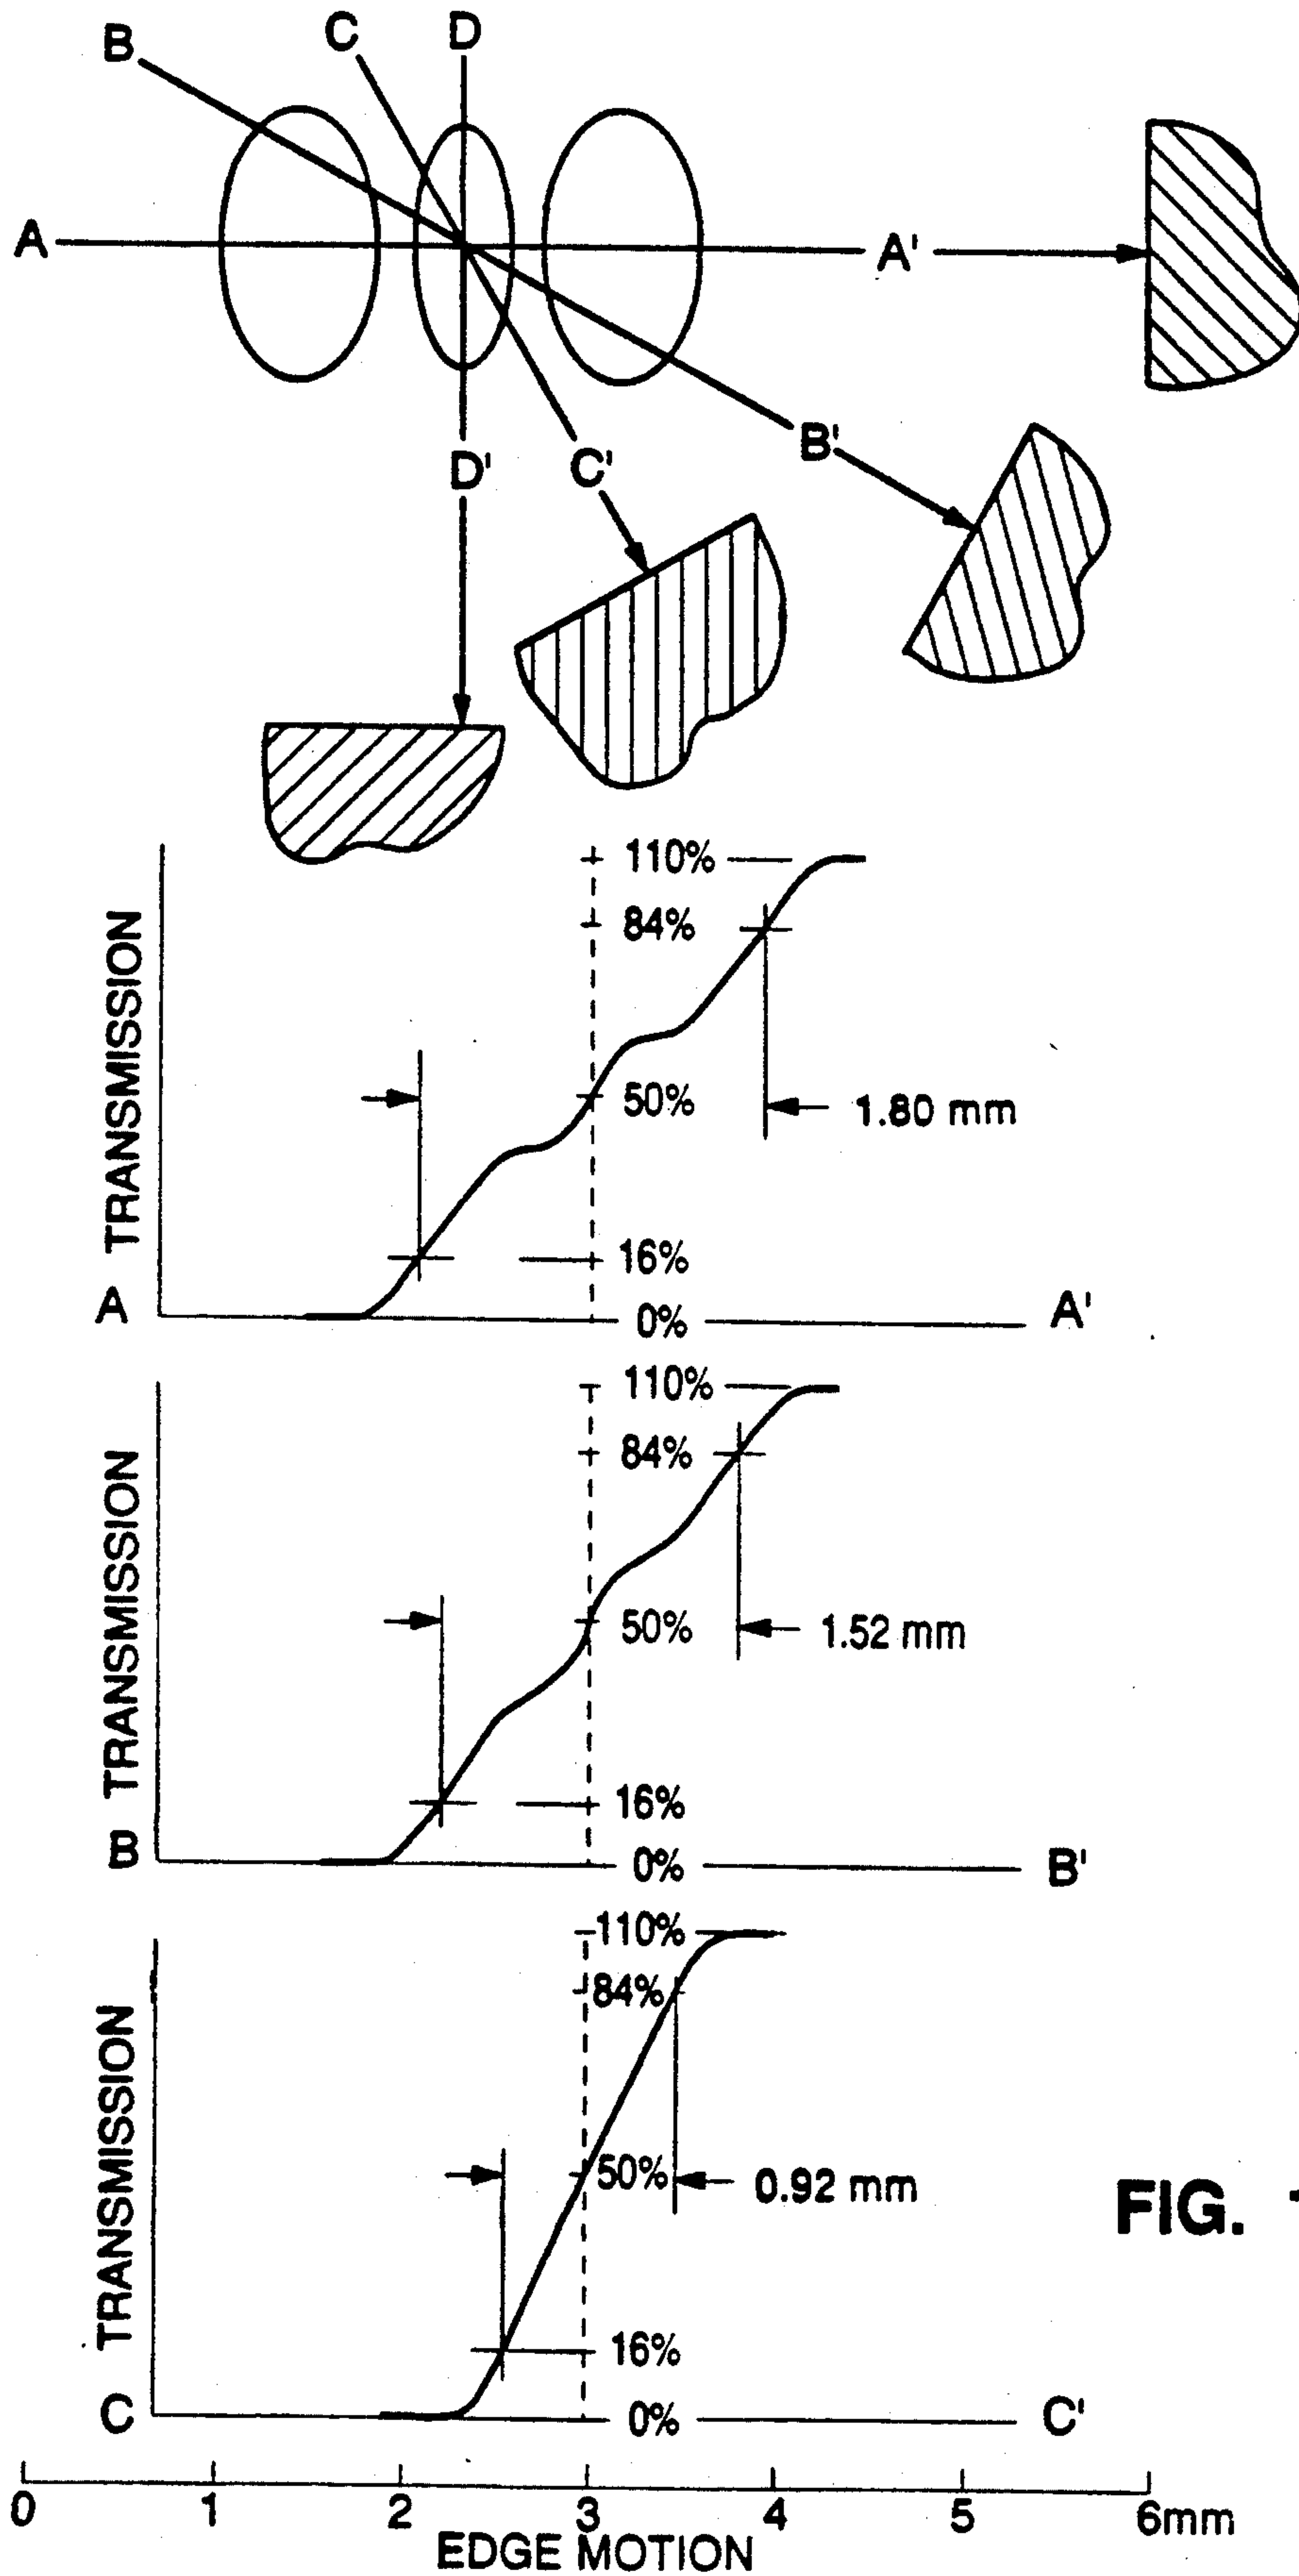 B C D
A A'
B'
D' C'
110%
84%
TRANSMISSION
50% 1.80 mm
16%
A 0% A'
110%
84%
TRANSMISSION
50% 1.52 mm
16%
B 0% B'
110%
84%
TRANSMISSION
50% 0.92 mm
FIG.
16%
C 0% C'
0 1 2 3 4 5 6mm
EDGE MOTION